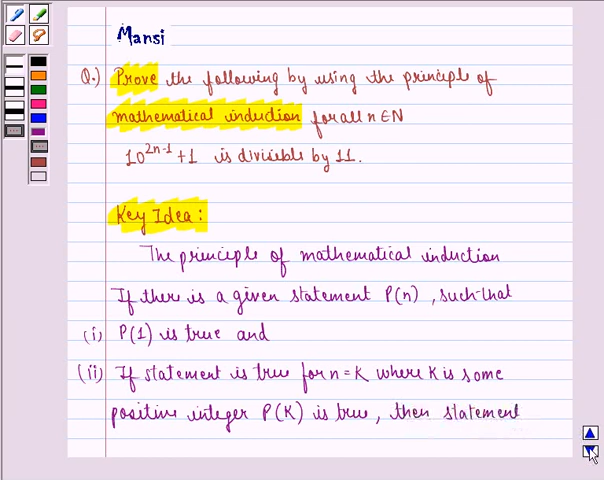 Mansi
Q.) Prove the following by using the principle of
mathematical induction for all n ∈ N
10^{2n-1} + 1 is divisible by 11.
Key Idea:
The principle of mathematical induction
If there is a given statement P(n), such that
(i) P(1) is true and
(ii) If statement is true for n = K where K is some
positive integer P(K) is true, then statement